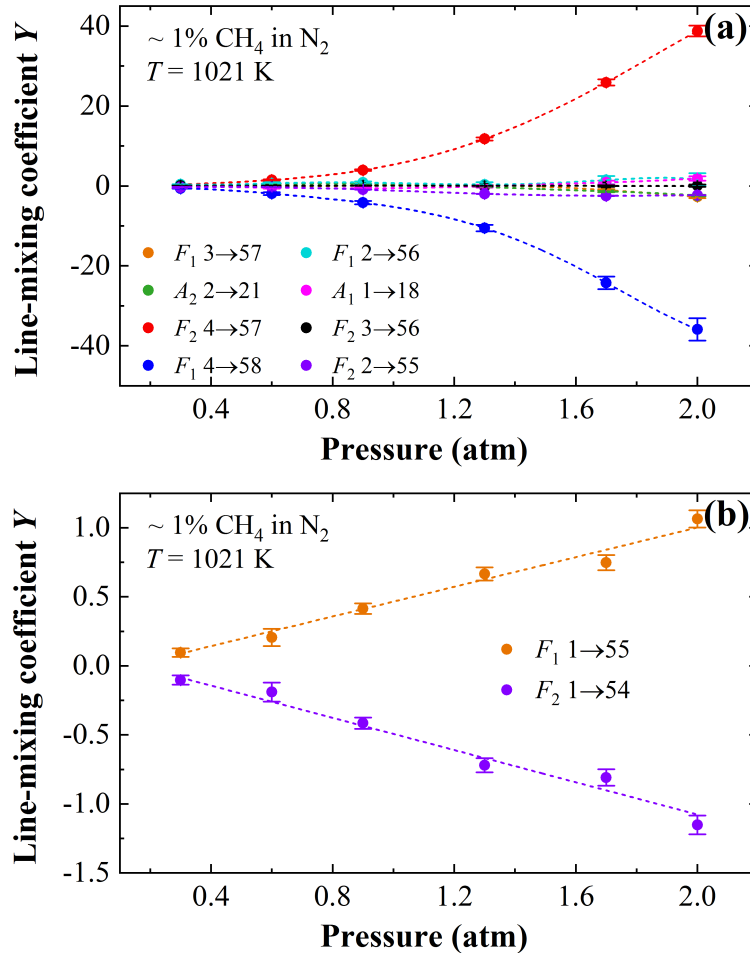 (a)
~ 1% CH₄ in N₂
T = 1021 K
Line-mixing coefficient Y
40
20
0
-20
-40
F₁ 3→57
F₁ 2→56
A₂ 2→21
A₁ 1→18
F₂ 4→57
F₂ 3→56
F₁ 4→58
F₂ 2→55
0.4 0.8 1.2 1.6 2.0
Pressure (atm)
(b)
~ 1% CH₄ in N₂
T = 1021 K
Line-mixing coefficient Y
1.0
0.5
0.0
-0.5
-1.0
-1.5
F₁ 1→55
F₂ 1→54
0.4 0.8 1.2 1.6 2.0
Pressure (atm)